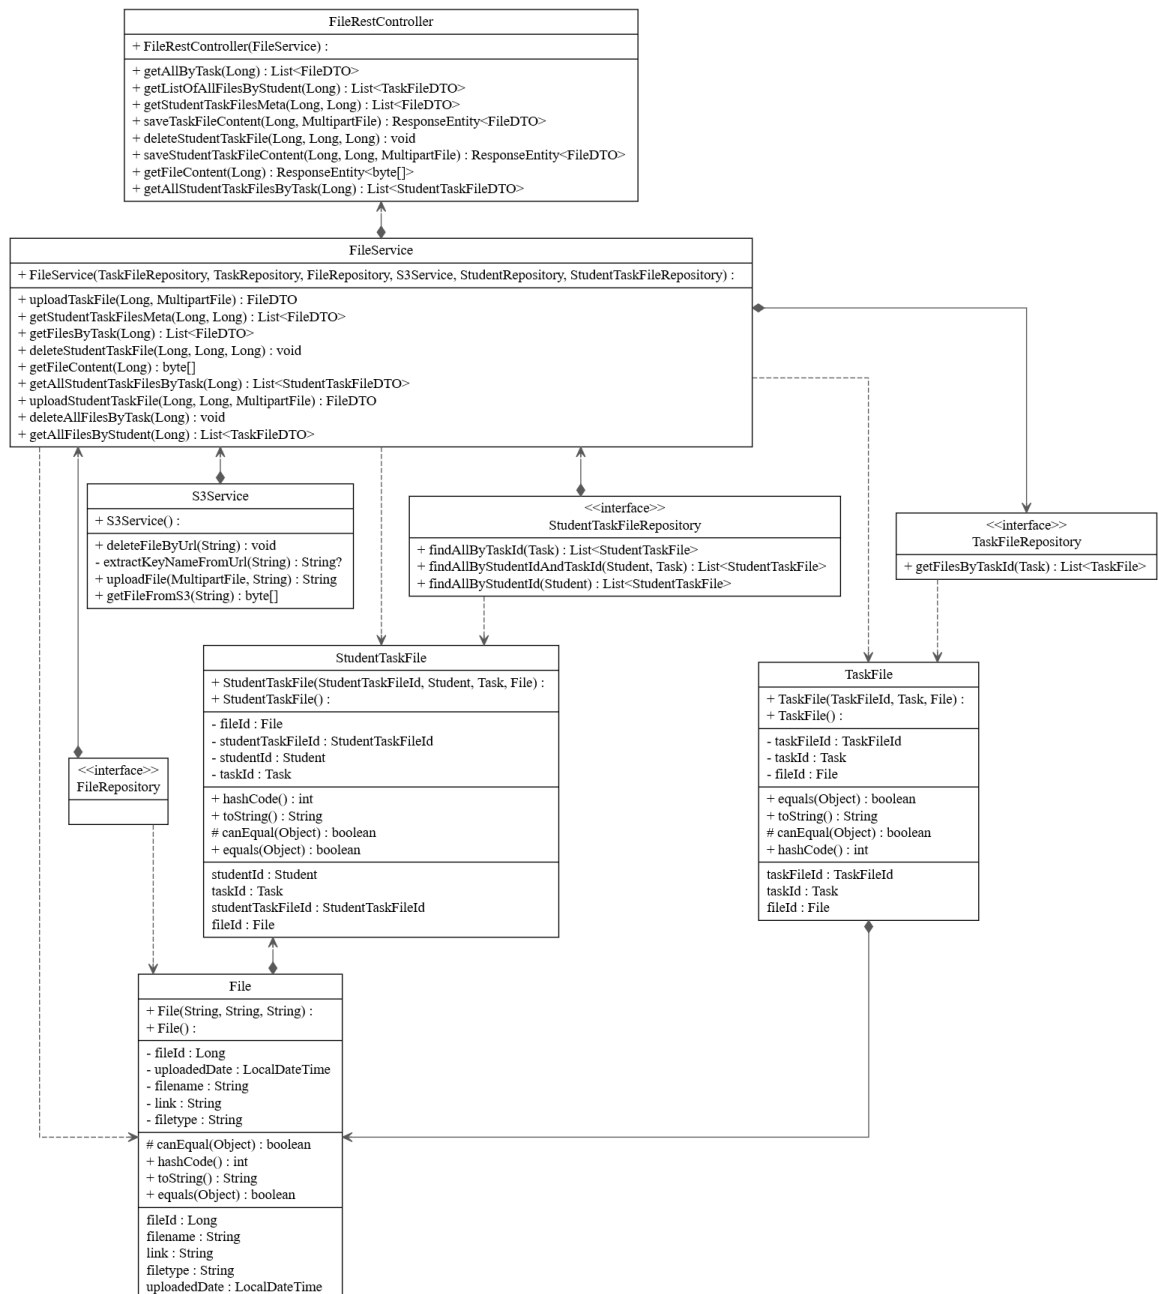 FileRestController
+ FileRestController(FileService) :
+ getAllByTask(Long) : List<FileDTO>
+ getListOfAllFilesByStudent(Long) : List<TaskFileDTO>
+ getStudentTaskFilesMeta(Long, Long) : List<FileDTO>
+ saveTaskFileContent(Long, MultipartFile) : ResponseEntity<FileDTO>
+ deleteStudentTaskFile(Long, Long, Long) : void
+ saveStudentTaskFileContent(Long, Long, MultipartFile) : ResponseEntity<FileDTO>
+ getFileContent(Long) : ResponseEntity<byte[]>
+ getAllStudentTaskFilesByTask(Long) : List<StudentTaskFileDTO>
FileService
+ FileService(TaskFileRepository, TaskRepository, FileRepository, S3Service, StudentRepository, StudentTaskFileRepository) :
+ uploadTaskFile(Long, MultipartFile) : FileDTO
+ getStudentTaskFilesMeta(Long, Long) : List<FileDTO>
+ getFilesByTask(Long) : List<FileDTO>
+ deleteStudentTaskFile(Long, Long, Long) : void
+ getFileContent(Long) : byte[]
+ getAllStudentTaskFilesByTask(Long) : List<StudentTaskFileDTO>
+ uploadStudentTaskFile(Long, Long, MultipartFile) : FileDTO
+ deleteAllFilesByTask(Long) : void
+ getAllFilesByStudent(Long) : List<TaskFileDTO>
S3Service
+ S3Service() :
+ deleteFileByUrl(String) : void
- extractKeyNameFromUrl(String) : String?
+ uploadFile(MultipartFile, String) : String
+ getFileFromS3(String) : byte[]
<<interface>>
StudentTaskFileRepository
+ findAllByTaskId(Task) : List<StudentTaskFile>
+ findAllByStudentIdAndTaskId(Student, Task) : List<StudentTaskFile>
+ findAllByStudentId(Student) : List<StudentTaskFile>
<<interface>>
TaskFileRepository
+ getFilesByTaskId(Task) : List<TaskFile>
StudentTaskFile
+ StudentTaskFile(StudentTaskFileId, Student, Task, File) :
+ StudentTaskFile() :
- fileId : File
- studentTaskFileId : StudentTaskFileId
- studentId : Student
- taskId : Task
+ hashCode() : int
+ toString() : String
# canEqual(Object) : boolean
+ equals(Object) : boolean
studentId : Student
taskId : Task
studentTaskFileId : StudentTaskFileId
fileId : File
TaskFile
+ TaskFile(TaskFileId, Task, File) :
+ TaskFile() :
- taskFileId : TaskFileId
- taskId : Task
- fileId : File
+ equals(Object) : boolean
+ toString() : String
# canEqual(Object) : boolean
+ hashCode() : int
taskFileId : TaskFileId
taskId : Task
fileId : File
<<interface>>
FileRepository
File
+ File(String, String, String) :
+ File() :
- fileId : Long
- uploadedDate : LocalDateTime
- filename : String
- link : String
- filetype : String
# canEqual(Object) : boolean
+ hashCode() : int
+ toString() : String
+ equals(Object) : boolean
fileId : Long
filename : String
link : String
filetype : String
uploadedDate : LocalDateTime